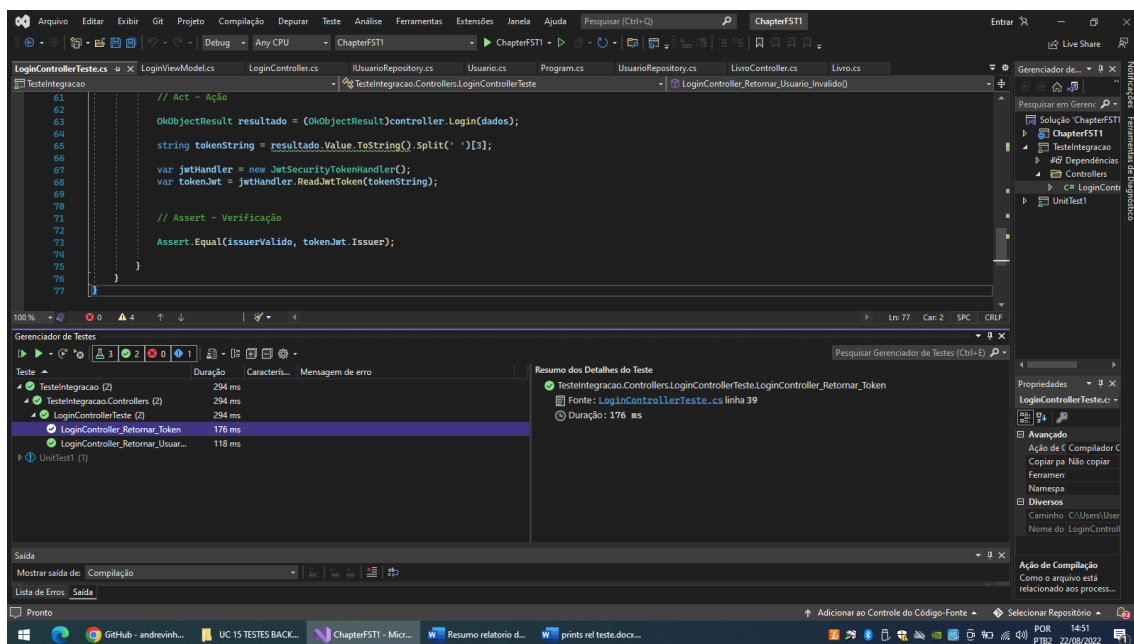 Arquivo Editar Exibir Git Projeto Compilação Depurar Teste Análise Ferramentas Extensões Janela Ajuda Pesquisar (Ctrl+Q) ChapterFST1 Entrar
Debug Any CPU ChapterFST1 ChapterFST1 Live Share
LoginControllerTeste.cs LoginViewModel.cs LoginController.cs IUsuarioRepository.cs Usuario.cs Program.cs UsuarioRepository.cs LivroController.cs Livro.cs
TesteIntegracao TesteIntegracao.Controllers.LoginControllerTeste LoginController_Retornar_Usuario_Invalido()
61 // Act - Ação
62
63 OkObjectResult resultado = (OkObjectResult)controller.Login(dados);
64
65 string tokenString = resultado.Value.ToString().Split(' ')[3];
66
67 var jwtHandler = new JwtSecurityTokenHandler();
68 var tokenJwt = jwtHandler.ReadJwtToken(tokenString);
69
70
71 // Assert - Verificação
72
73 Assert.Equal(issuerValido, tokenJwt.Issuer);
74
75 }
76 }
77 }
100 % 0 4 Ln: 77 Car: 2 SPC CRLF
Gerenciador de Testes
3 2 0 1 Pesquisar Gerenciador de Testes (Ctrl+E)
Teste Duração Caracterís... Mensagem de erro
TesteIntegracao (2) 294 ms
TesteIntegracao.Controllers (2) 294 ms
LoginControllerTeste (2) 294 ms
LoginController_Retornar_Token 176 ms
LoginController_Retornar_Usuar... 118 ms
UnitTest1 (1)
Resumo dos Detalhes do Teste
TesteIntegracao.Controllers.LoginControllerTeste.LoginController_Retornar_Token
Fonte: LoginControllerTeste.cs linha 39
Duração: 176 ms
Saída
Mostrar saída de: Compilação
Lista de Erros Saída
Gerenciador de...
Pesquisar em Gerenc
Solução 'ChapterFST1
ChapterFST1
TesteIntegracao
Dependências
Controllers
C# LoginContr
UnitTest1
Notificações
Ferramentas de Diagnóstico
Propriedades
LoginControllerTeste.c
Avançado
Ação de C Compilador C
Copiar pa Não copiar
Ferramen
Namespa
Diversos
Caminho C:\Users\User
Nome do LoginControll
Ação de Compilação
Como o arquivo está
relacionado aos process...
Pronto Adicionar ao Controle do Código-Fonte Selecionar Repositório
GitHub - andrevinh... UC 15 TESTES BACK... ChapterFST1 - Micr... Resumo relatorio d... prints rel teste.docx...
POR 14:51
PTB2 22/08/2022